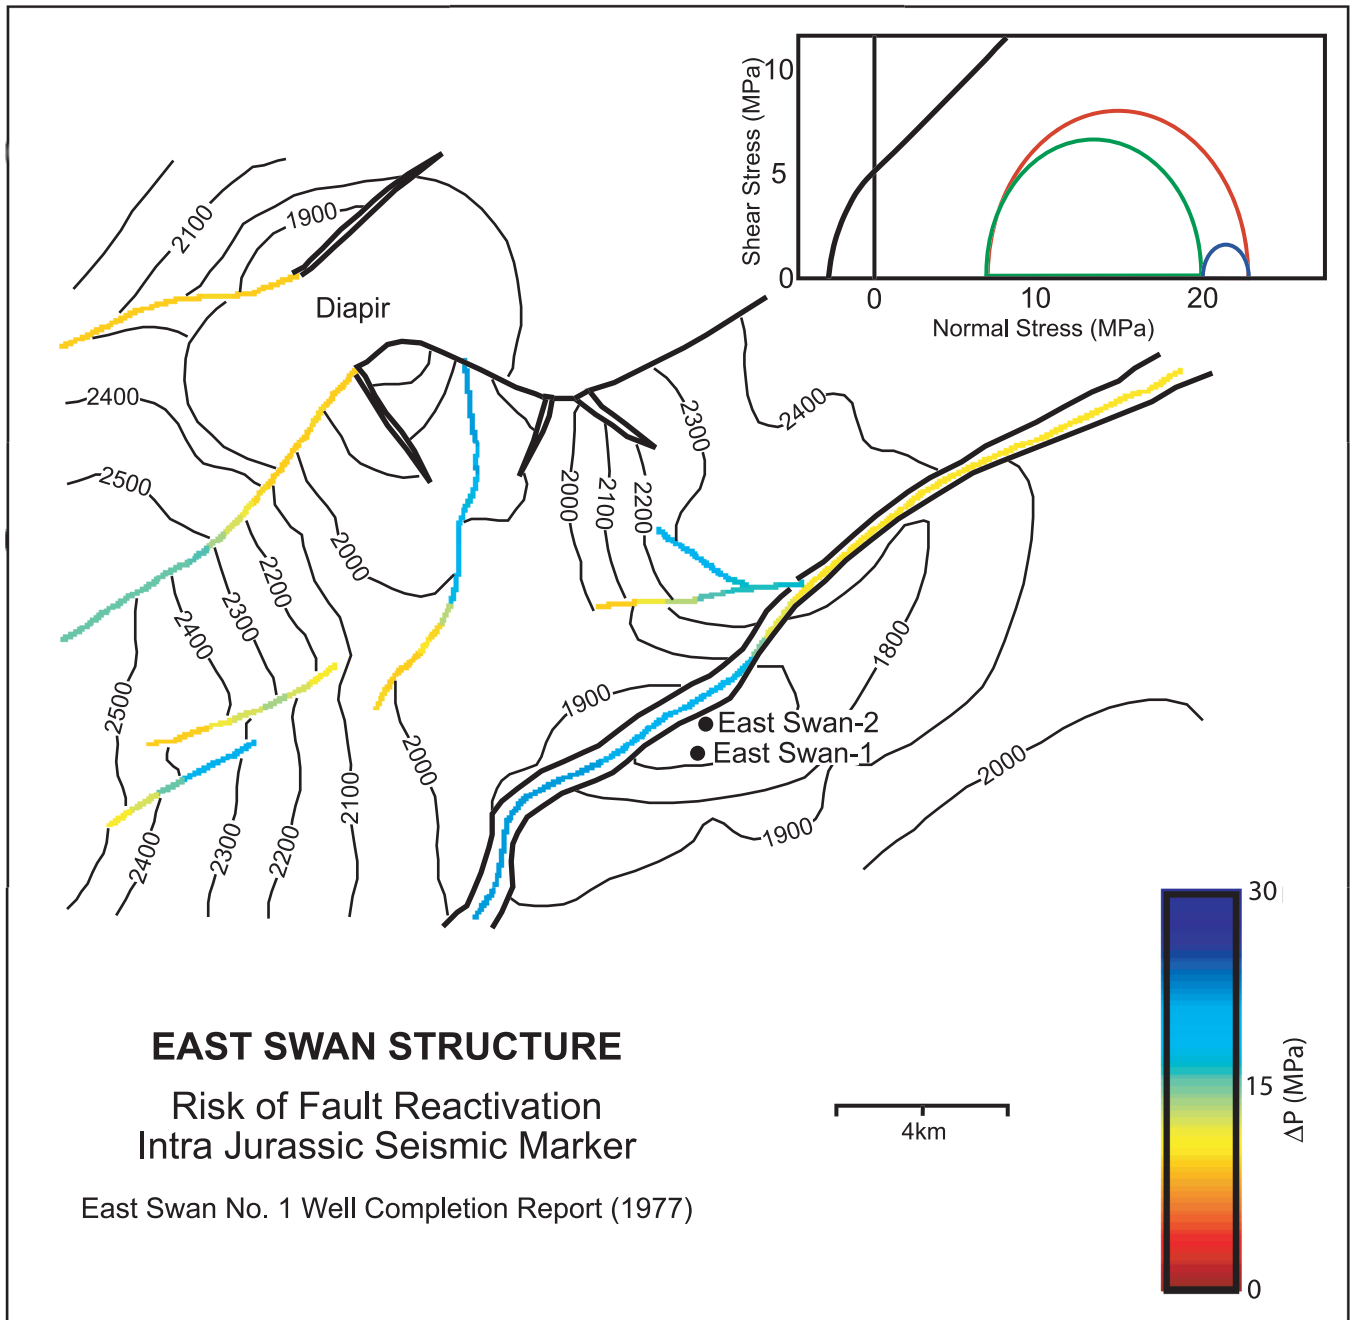 10
5
0
Shear Stress (MPa)
0
10
20
Normal Stress (MPa)
2100
1900
Diapir
2400
2500
2300
2400
2000
2100
2200
2000
2200
2300
2400
2500
1800
1900
East Swan-2
East Swan-1
2000
2000
2100
1900
2400
2300
2200
EAST SWAN STRUCTURE
Risk of Fault Reactivation
Intra Jurassic Seismic Marker
East Swan No. 1 Well Completion Report (1977)
4km
30
15
0
ΔP (MPa)